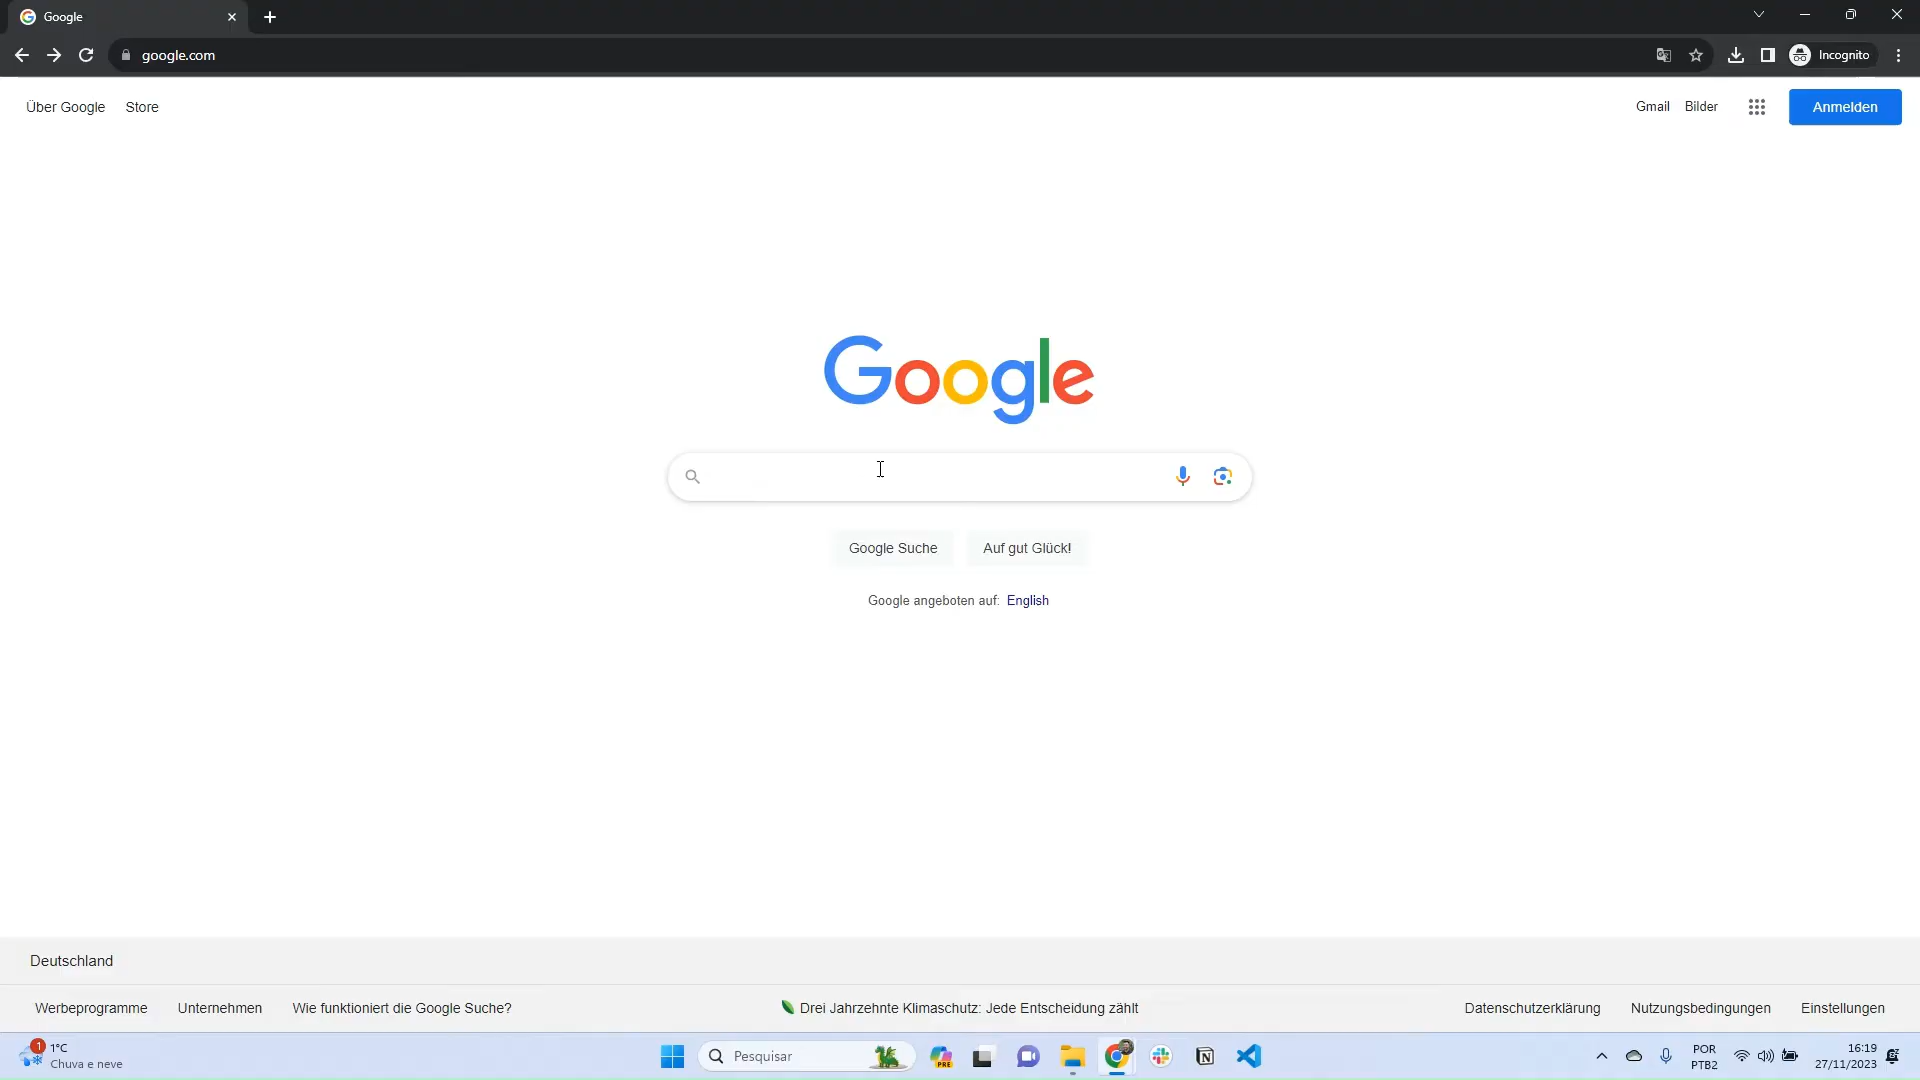 Google
google.com
Incognito
Über Google Store
Gmail Bilder
Anmelden
Google
Google Suche Auf gut Glück!
Google angeboten auf: English
Deutschland
Werbeprogramme Unternehmen Wie funktioniert die Google Suche?
Drei Jahrzehnte Klimaschutz: Jede Entscheidung zählt
Datenschutzerklärung Nutzungsbedingungen Einstellungen
1
1°C
Chuva e neve
Pesquisar
PRE
POR
PTB2
16:19
27/11/2023